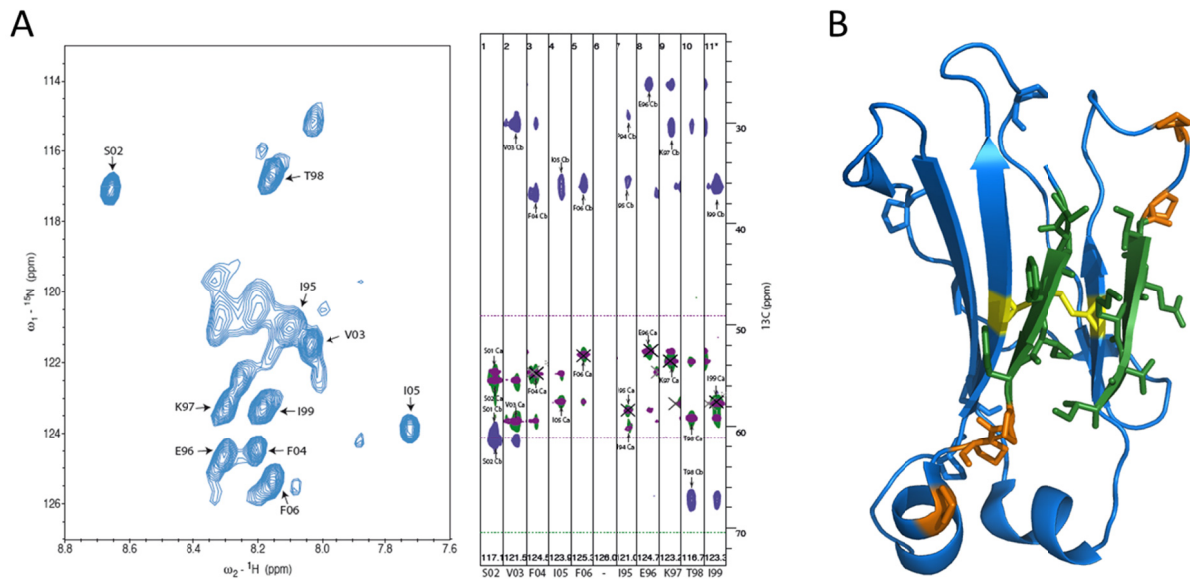 A
B
114
116
118
120
122
124
126
8.8
8.6
8.4
8.2
8.0
7.8
7.6
ω1 - 15N (ppm)
ω2 - 1H (ppm)
S02
T98
I95
V03
K97
I99
I05
E96
F04
F06
1 2 3 4 5 6 7 8 9 10 11*
E96 Cb
V03 Cb
P94 Cb
K97 Cb
I05 Cb
F04 Cb
F06 Cb
I95 Cb
I99 Cb
S01 Ca
E96 Ca
F06 Ca
F04 Ca
K97 Ca
I99 Ca
S02 Ca
I95 Ca
S01 Cb
V03 Ca
I05 Ca
I94 Ca
T98 Ca
S02 Cb
T98 Cb
30
40
50
60
70
13C (ppm)
117.1 121.5 124.5 123.9 125.3 126.0 121.0 124.7 123.2 116.7 123.3
S02 V03 F04 I05 F06 - I95 E96 K97 T98 I99